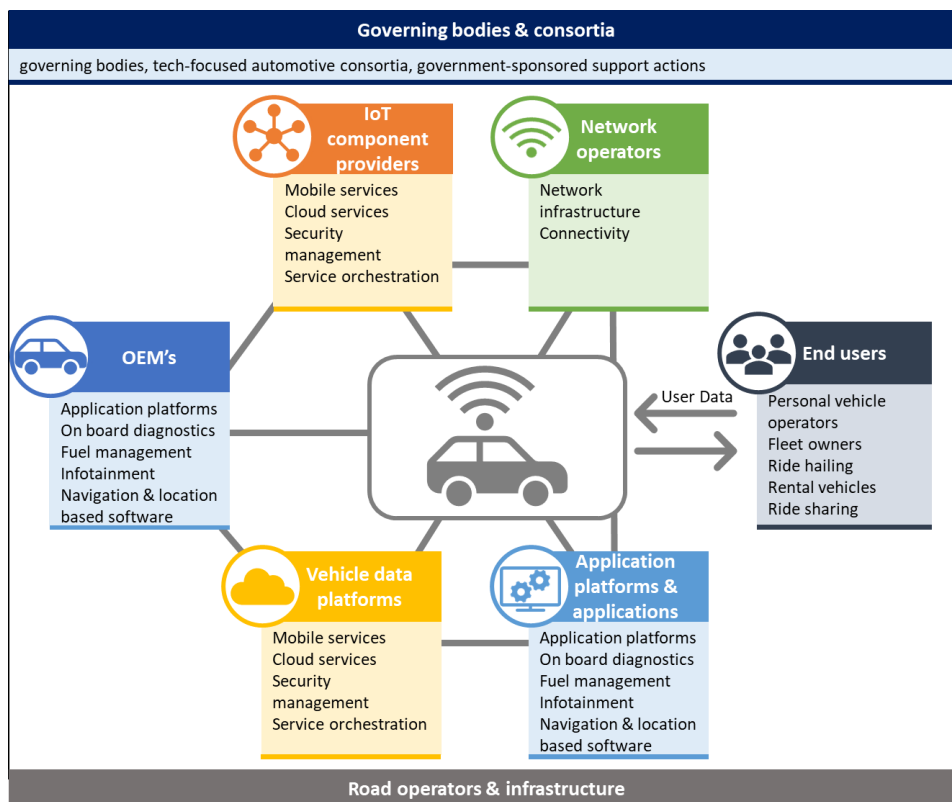 Governing bodies & consortia
governing bodies, tech-focused automotive consortia, government-sponsored support actions
IoT
component
providers
Mobile services
Cloud services
Security
management
Service orchestration
Network
operators
Network
infrastructure
Connectivity
OEM's
Application platforms
On board diagnostics
Fuel management
Infotainment
Navigation & location
based software
User Data
End users
Personal vehicle
operators
Fleet owners
Ride hailing
Rental vehicles
Ride sharing
Vehicle data
platforms
Mobile services
Cloud services
Security
management
Service orchestration
Application
platforms &
applications
Application platforms
On board diagnostics
Fuel management
Infotainment
Navigation & location
based software
Road operators & infrastructure